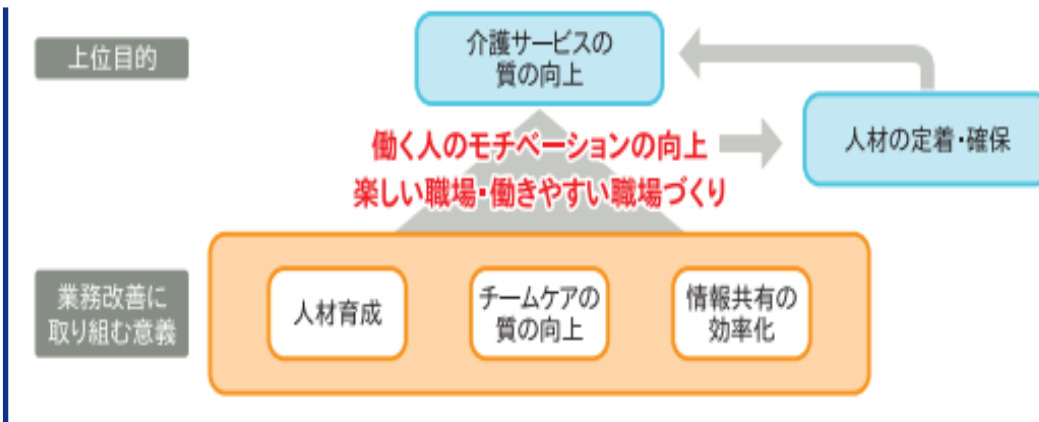 上位目的
介護サービスの
質の向上
働く人のモチベーションの向上
楽しい職場・働きやすい職場づくり
人材の定着・確保
業務改善に
取り組む意義
人材育成
チームケアの
質の向上
情報共有の
効率化